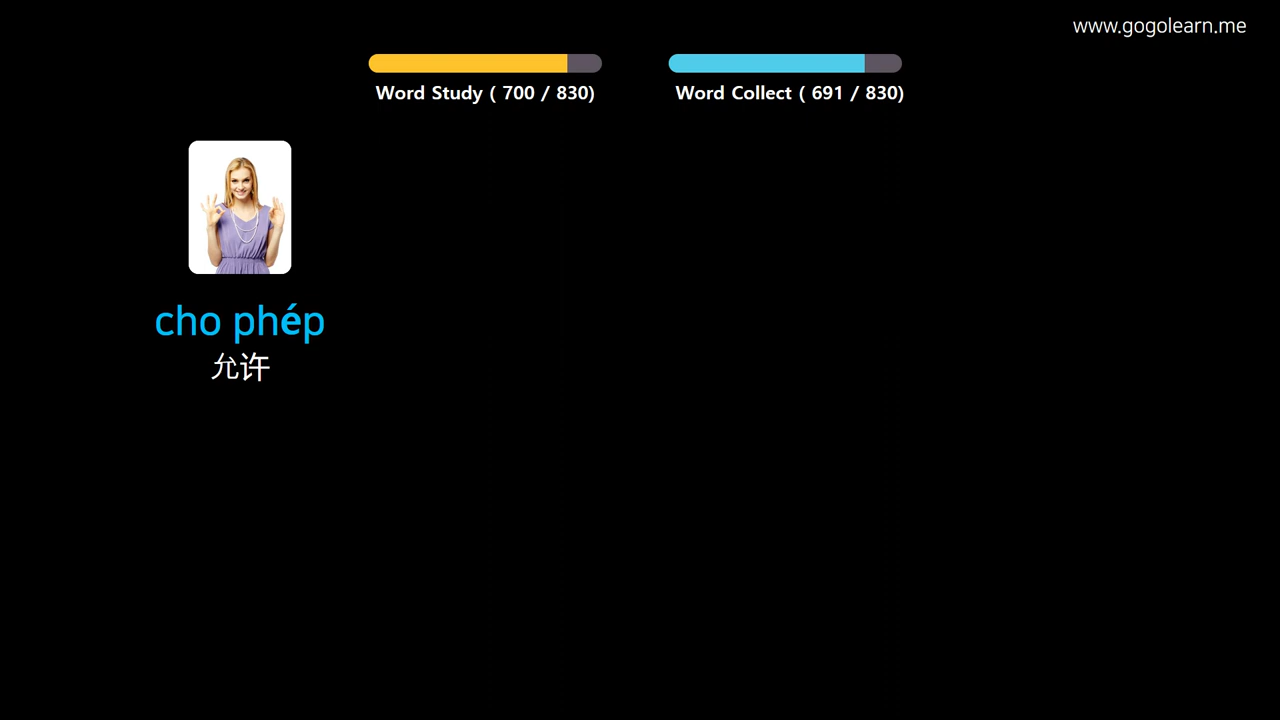 www.gogolearn.me
Word Study ( 700 / 830)
Word Collect ( 691 / 830)
cho phép
允许